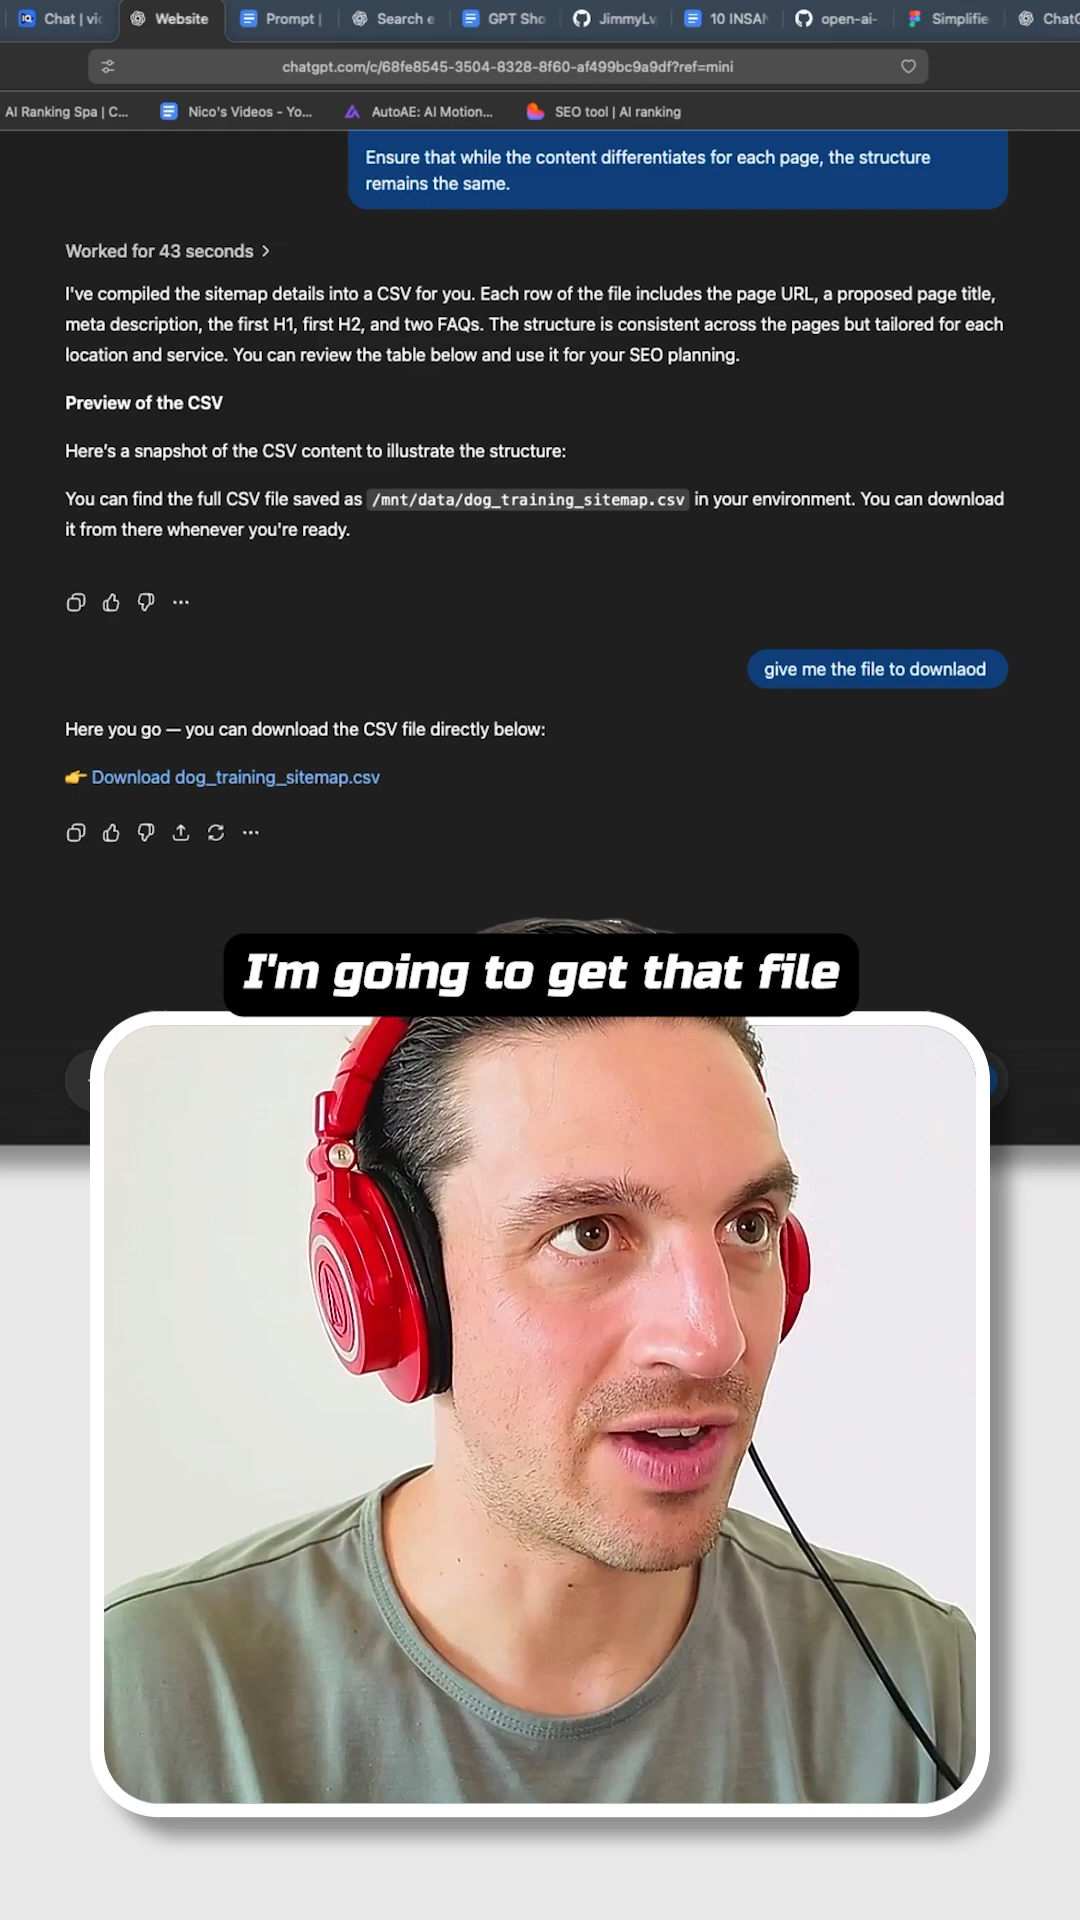 Chat | vi
Website
Prompt |
Search e
GPT Sho
JimmyLv
10 INSAN
open-ai-
Simplifie
ChatG
chatgpt.com/c/68fe8545-3504-8328-8f60-af499bc9a9df?ref=mini
AI Ranking Spa | C...
Nico's Videos - Yo...
AutoAE: AI Motion...
SEO tool | AI ranking
Ensure that while the content differentiates for each page, the structure
remains the same.
Worked for 43 seconds >
I've compiled the sitemap details into a CSV for you. Each row of the file includes the page URL, a proposed page title,
meta description, the first H1, first H2, and two FAQs. The structure is consistent across the pages but tailored for each
location and service. You can review the table below and use it for your SEO planning.
Preview of the CSV
Here's a snapshot of the CSV content to illustrate the structure:
You can find the full CSV file saved as /mnt/data/dog_training_sitemap.csv in your environment. You can download
it from there whenever you're ready.
give me the file to downlaod
Here you go — you can download the CSV file directly below:
👉 Download dog_training_sitemap.csv
I'm going to get that file
R